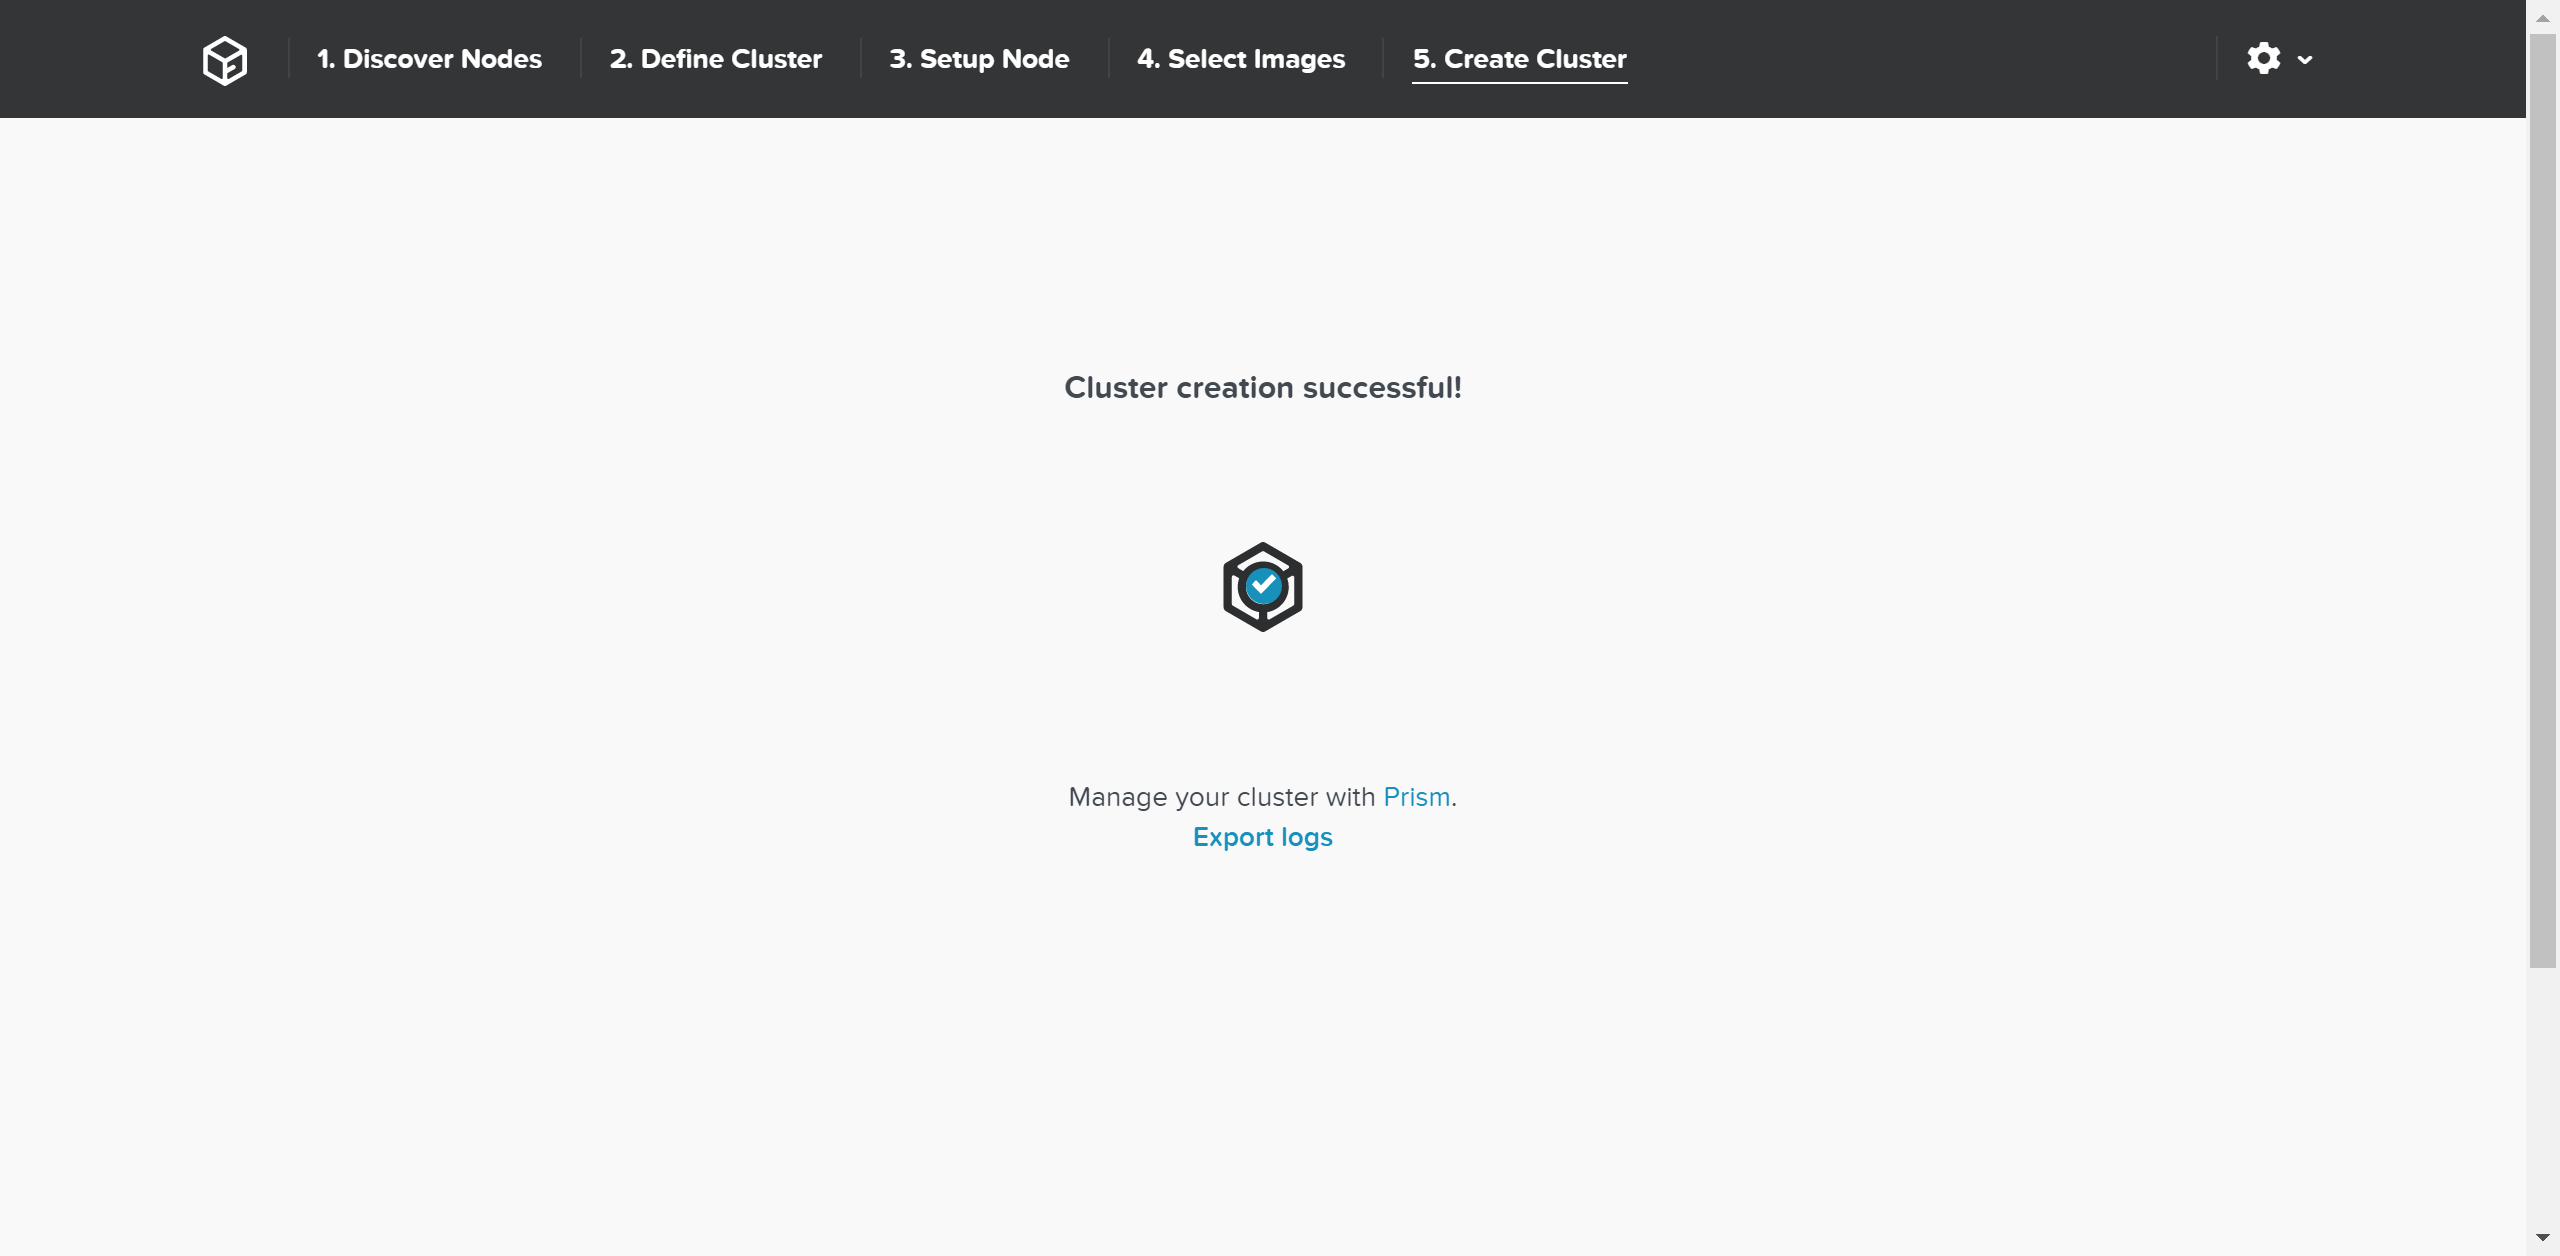 1. Discover Nodes
2. Define Cluster
3. Setup Node
4. Select Images
5. Create Cluster
Cluster creation successful!
Manage your cluster with Prism.
Export logs